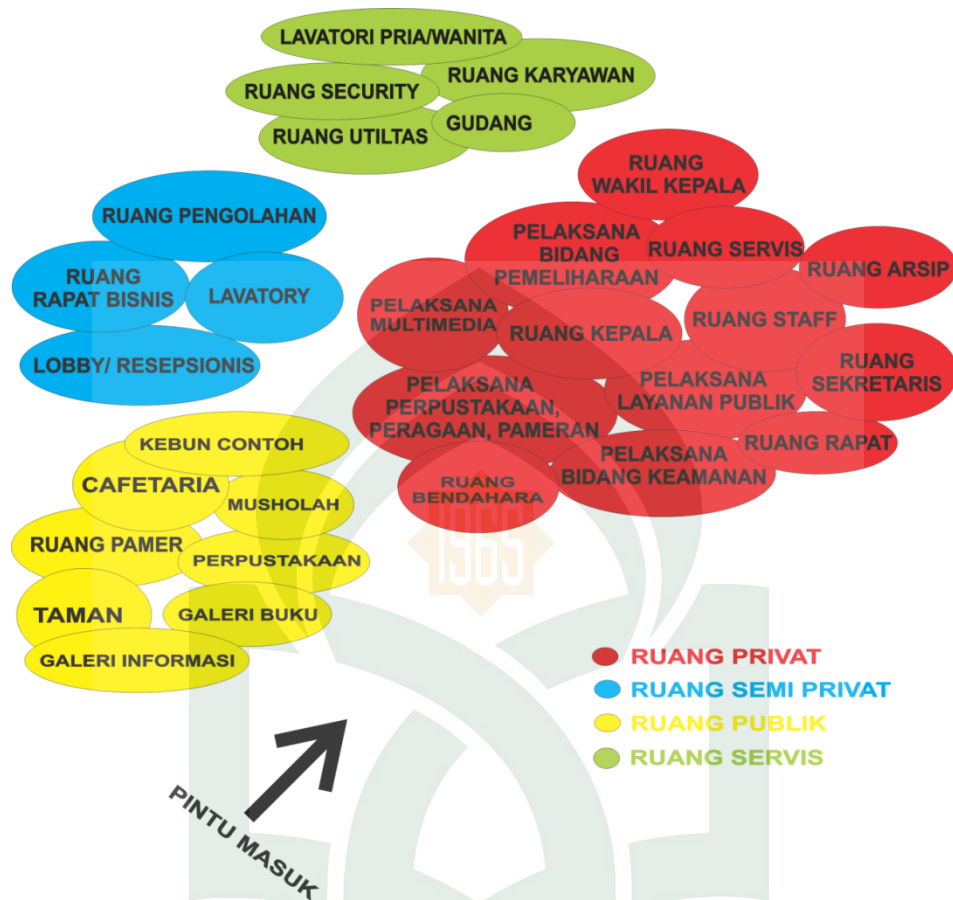 LAVATORI PRIA/WANITA
RUANG KARYAWAN
RUANG SECURITY
GUDANG
RUANG UTILTAS
RUANG
WAKIL KEPALA
RUANG PENGOLAHAN
PELAKSANA
BIDANG
PEMELIHARAAN
RUANG SERVIS
RUANG ARSIP
RUANG
RAPAT BISNIS
LAVATORY
PELAKSANA
MULTIMEDIA
RUANG KEPALA
RUANG STAFF
LOBBY/ RESEPSIONIS
RUANG
SEKRETARIS
PELAKSANA
PERPUSTAKAAN,
PERAGAAN, PAMERAN
PELAKSANA
LAYANAN PUBLIK
RUANG RAPAT
PELAKSANA
BIDANG KEAMANAN
RUANG
BENDAHARA
KEBUN CONTOH
CAFETARIA
MUSHOLAH
RUANG PAMER
PERPUSTAKAAN
TAMAN
GALERI BUKU
GALERI INFORMASI
1965
RUANG PRIVAT
RUANG SEMI PRIVAT
RUANG PUBLIK
RUANG SERVIS
PINTU MASUK